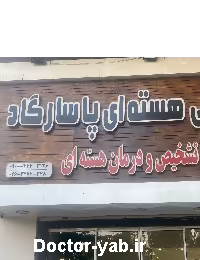 هسته ای پاسارگاد
تشخیص و درمان هسته ای
Doctor-yab.ir